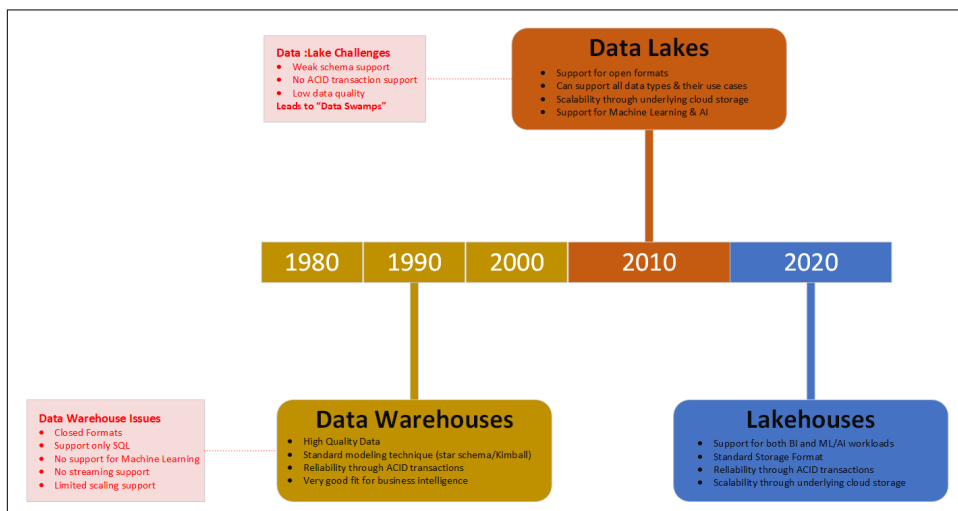 Data :Lake Challenges
• Weak schema support
• No ACID transaction support
• Low data quality
Leads to “Data Swamps”
Data Lakes
• Support for open formats
• Can support all data types & their use cases
• Scalability through underlying cloud storage
• Support for Machine Learning & AI
1980
1990
2000
2010
2020
Data Warehouse Issues
• Closed Formats
• Support only SQL
• No support for Machine Learning
• No streaming support
• Limited scaling support
Data Warehouses
• High Quality Data
• Standard modeling technique (star schema/Kimball)
• Reliability through ACID transactions
• Very good fit for business intelligence
Lakehouses
• Support for both BI and ML/AI workloads
• Standard Storage Format
• Reliability through ACID transactions
• Scalability through underlying cloud storage